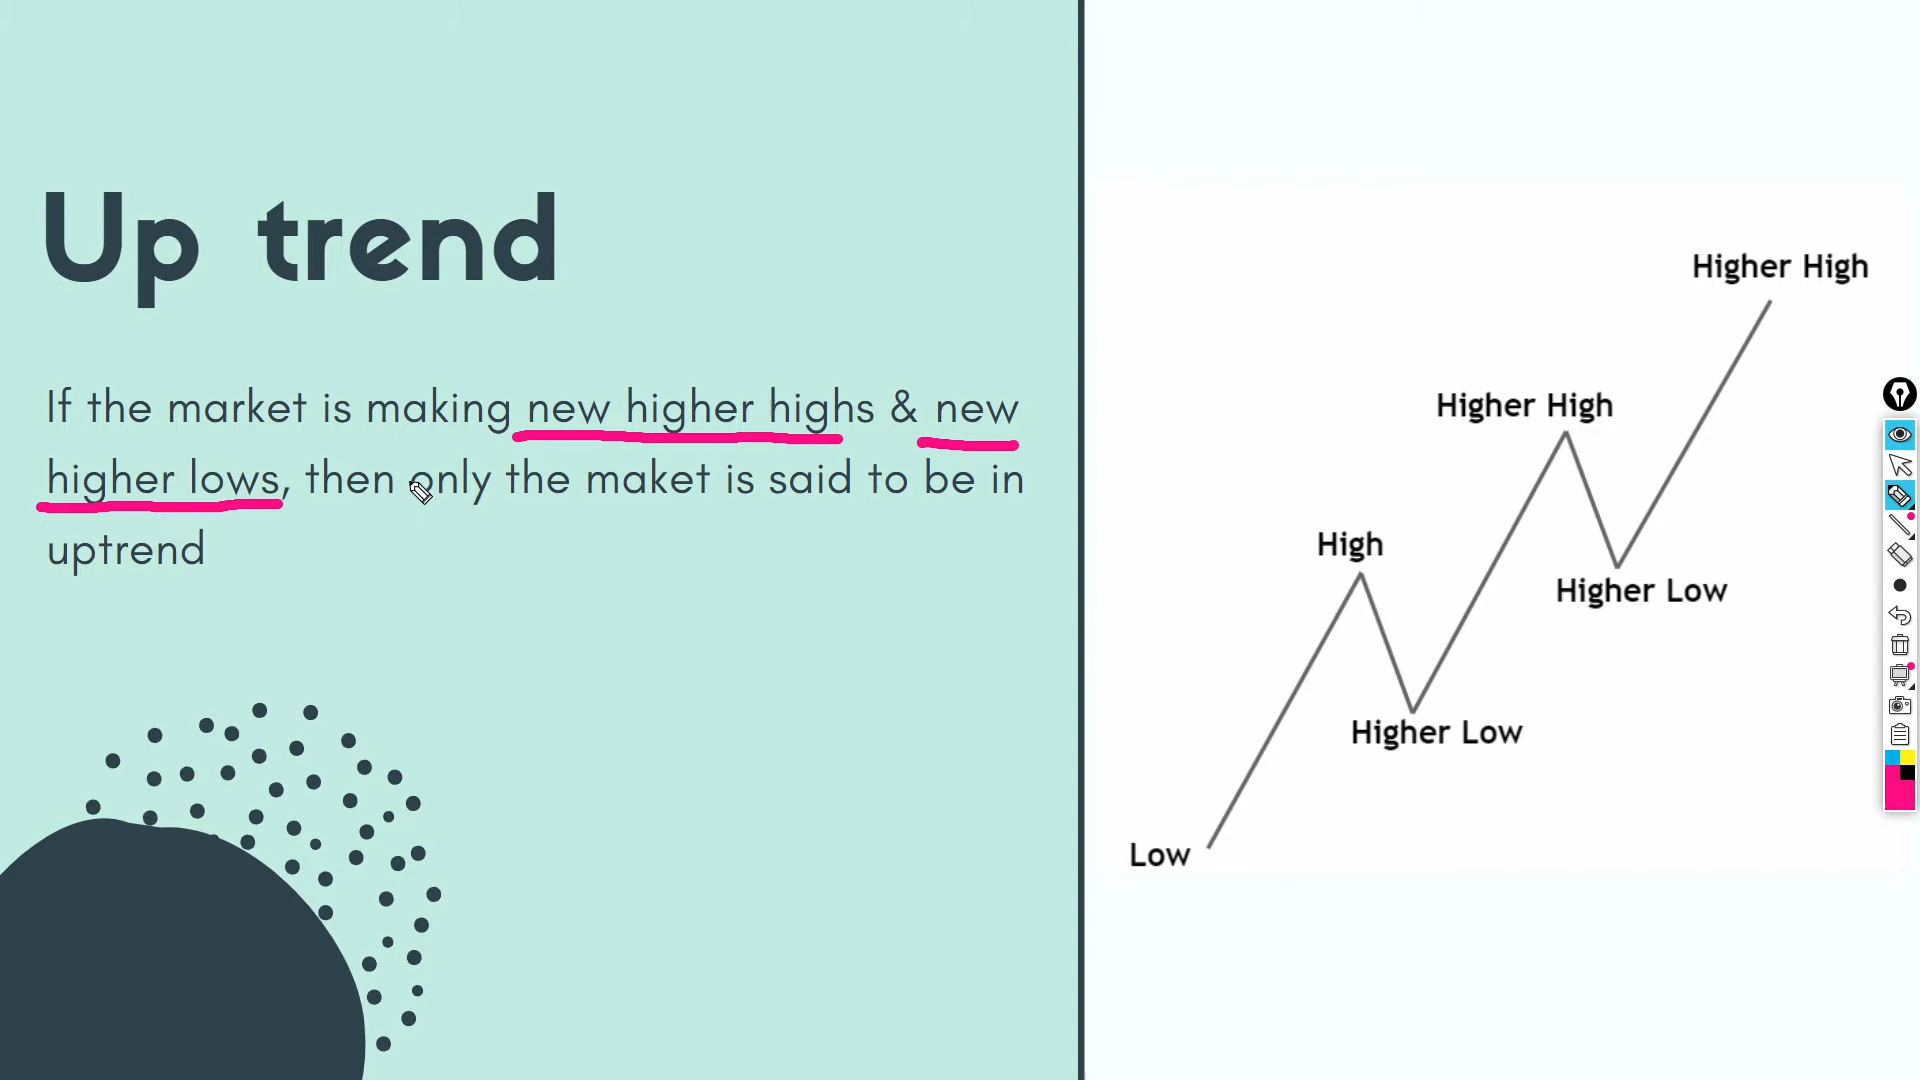 Up trend
If the market is making new higher highs & new
higher lows, then only the maket is said to be in
uptrend
Higher High
Higher High
High
Higher Low
Higher Low
Low